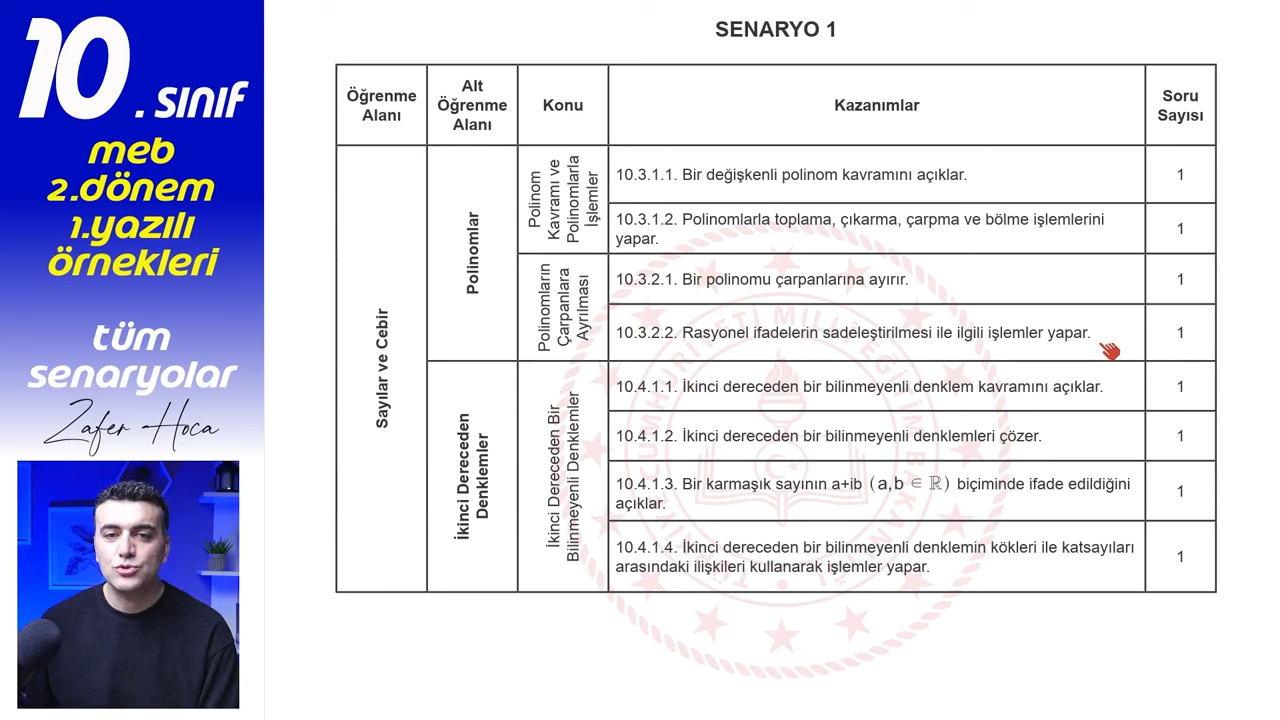 10. SINIF
meb
2.dönem
1.yazılı
örnekleri
tüm
senaryolar
Zafer Hoca
SENARYO 1
Öğrenme
Alanı
Alt
Öğrenme
Alanı
Konu
Kazanımlar
Soru
Sayısı
Sayılar ve Cebir
Polinomlar
Polinom
Kavramı ve
Polinomlarla
İşlemler
10.3.1.1. Bir değişkenli polinom kavramını açıklar.
1
10.3.1.2. Polinomlarla toplama, çıkarma, çarpma ve bölme işlemlerini
yapar.
1
Polinomların
Çarpanlara
Ayrılması
10.3.2.1. Bir polinomu çarpanlarına ayırır.
1
10.3.2.2. Rasyonel ifadelerin sadeleştirilmesi ile ilgili işlemler yapar.
1
İkinci Dereceden
Denklemler
İkinci Dereceden Bir
Bilinmeyenli Denklemler
10.4.1.1. İkinci dereceden bir bilinmeyenli denklem kavramını açıklar.
1
10.4.1.2. İkinci dereceden bir bilinmeyenli denklemleri çözer.
1
10.4.1.3. Bir karmaşık sayının a+ib (a,b ∈ ℝ) biçiminde ifade edildiğini
açıklar.
1
10.4.1.4. İkinci dereceden bir bilinmeyenli denklemin kökleri ile katsayıları
arasındaki ilişkileri kullanarak işlemler yapar.
1